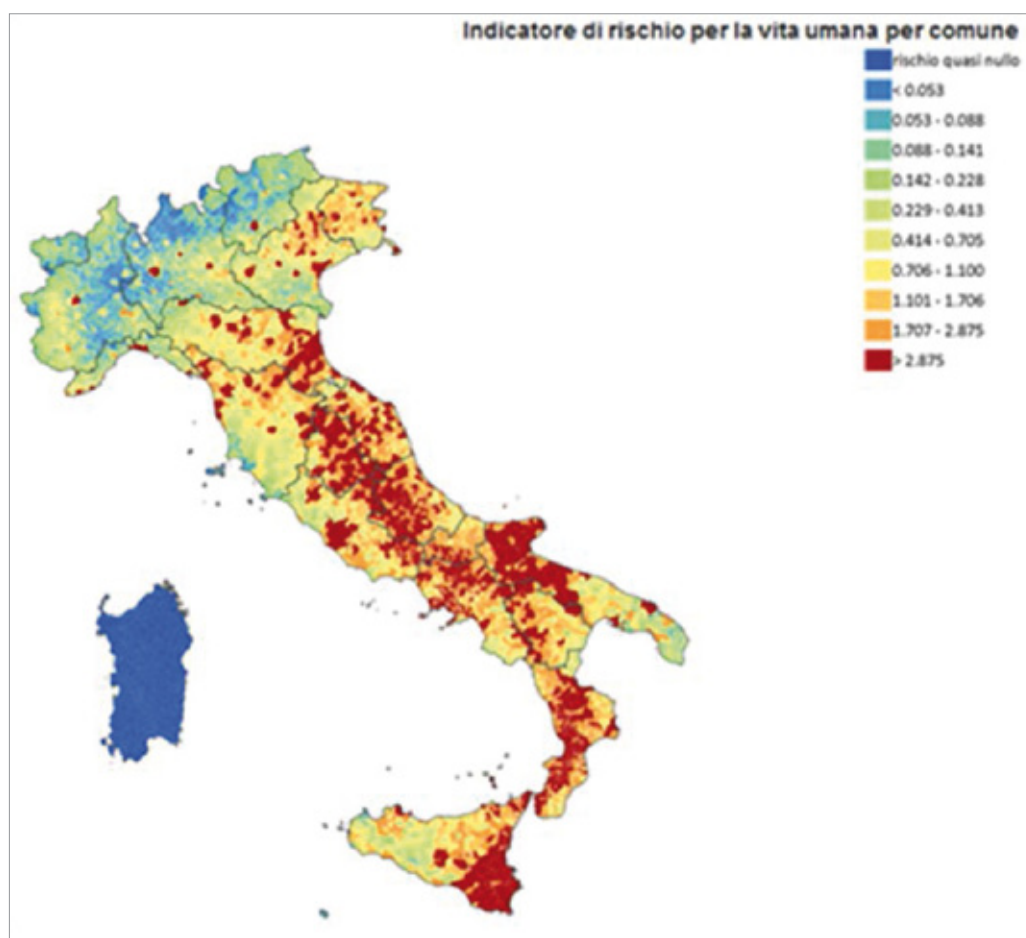 Indicatore di rischio per la vita umana per comune
rischio quasi nullo
< 0.053
0.053 - 0.088
0.088 - 0.141
0.142 - 0.228
0.229 - 0.413
0.414 - 0.705
0.706 - 1.100
1.101 - 1.706
1.707 - 2.875
> 2.875